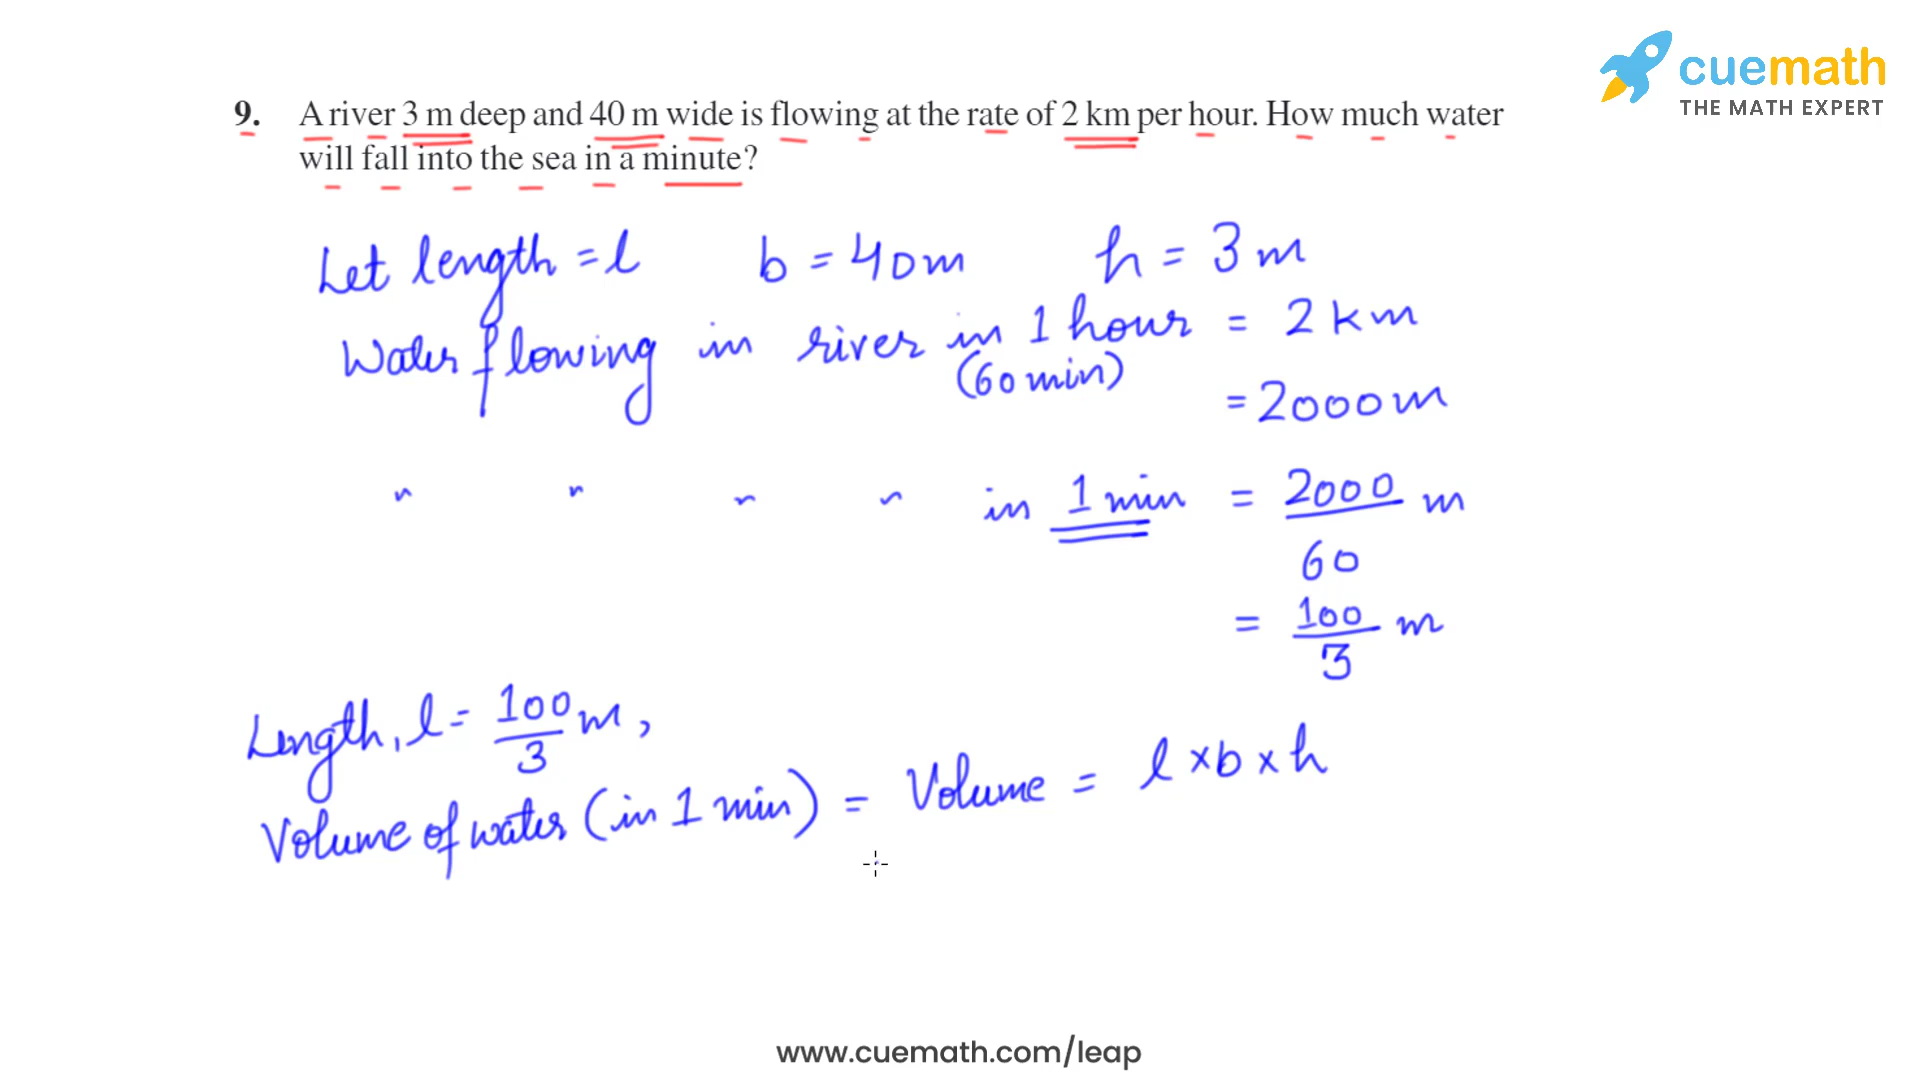 cuemath
THE MATH EXPERT
9. A river 3 m deep and 40 m wide is flowing at the rate of 2 km per hour. How much water
will fall into the sea in a minute?
Let length = l b = 40m h = 3 m
Water flowing in river in 1 hour = 2 km
(60 min)
= 2000 m
" " " " in 1 min = 2000/60 m
= 100/3 m
Length, l = 100/3 m,
Volume of water (in 1 min) = Volume = l × b × h
www.cuemath.com/leap